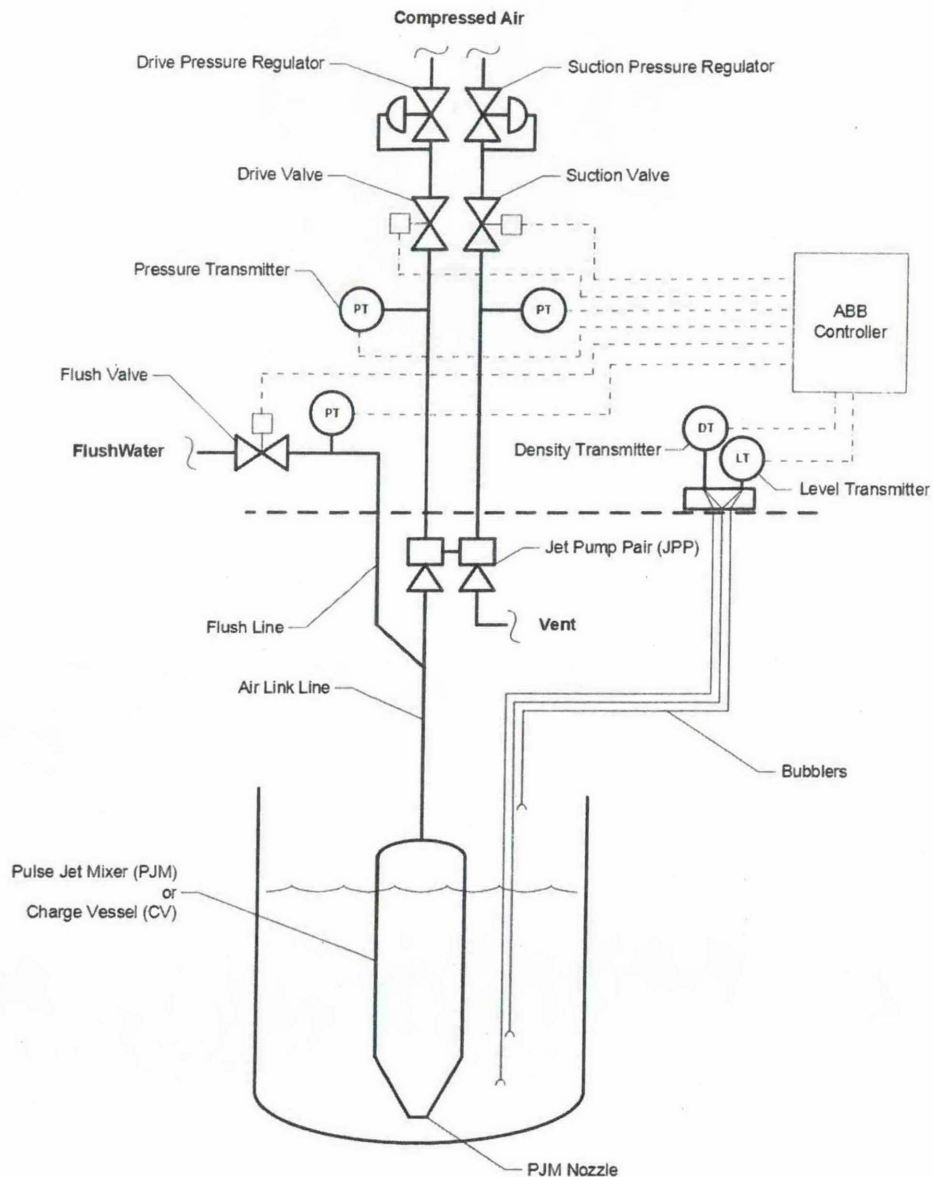 Compressed Air
Drive Pressure Regulator
Suction Pressure Regulator
Drive Valve
Suction Valve
Pressure Transmitter
PT
PT
ABB
Controller
Flush Valve
PT
FlushWater
DT
Density Transmitter
LT
Level Transmitter
Jet Pump Pair (JPP)
Flush Line
Vent
Air Link Line
Bubblers
Pulse Jet Mixer (PJM)
or
Charge Vessel (CV)
PJM Nozzle